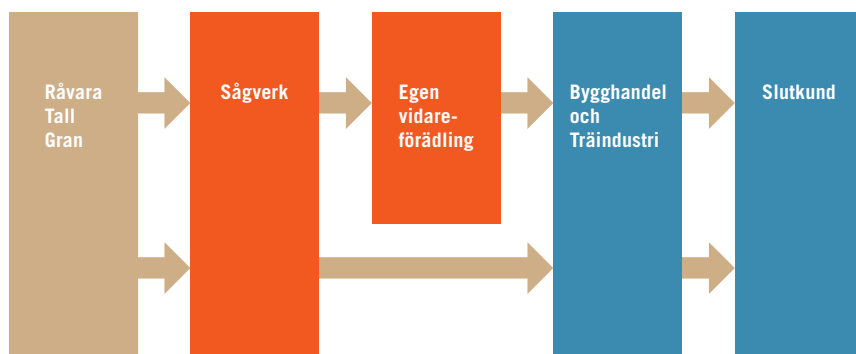 Råvara
Tall
Gran
Sågverk
Egen
vidare-
förädling
Bygghandel
och
Träindustri
Slutkund